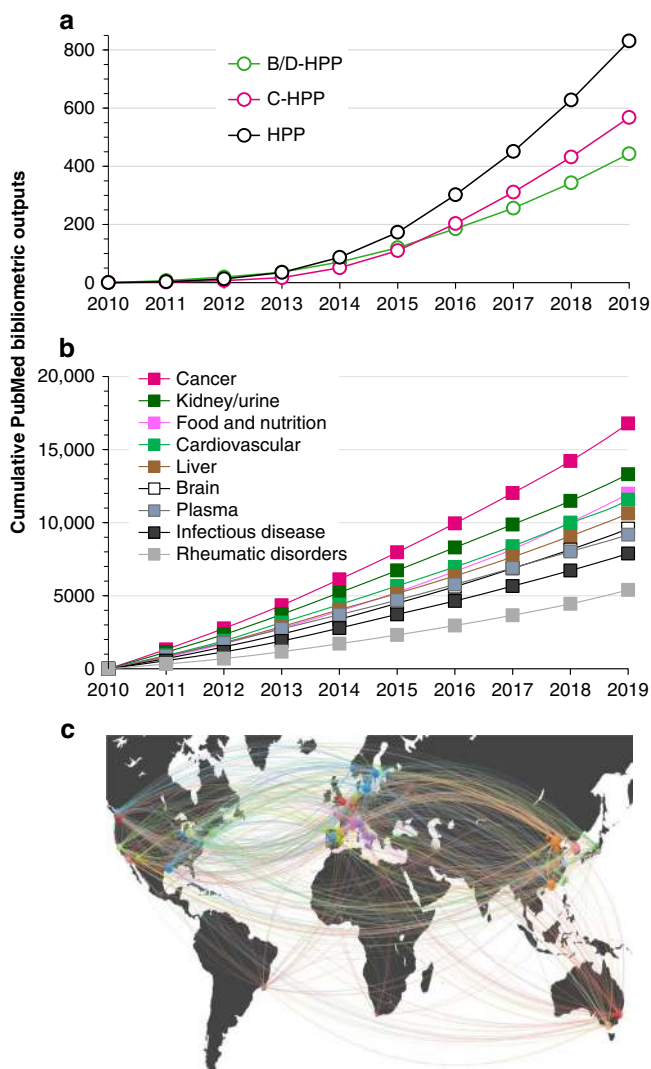 a
800
600
400
200
0
B/D-HPP
C-HPP
HPP
2010 2011 2012 2013 2014 2015 2016 2017 2018 2019
Cumulative PubMed bibliometric outputs
b
20,000
15,000
10,000
5000
0
Cancer
Kidney/urine
Food and nutrition
Cardiovascular
Liver
Brain
Plasma
Infectious disease
Rheumatic disorders
2010 2011 2012 2013 2014 2015 2016 2017 2018 2019
c